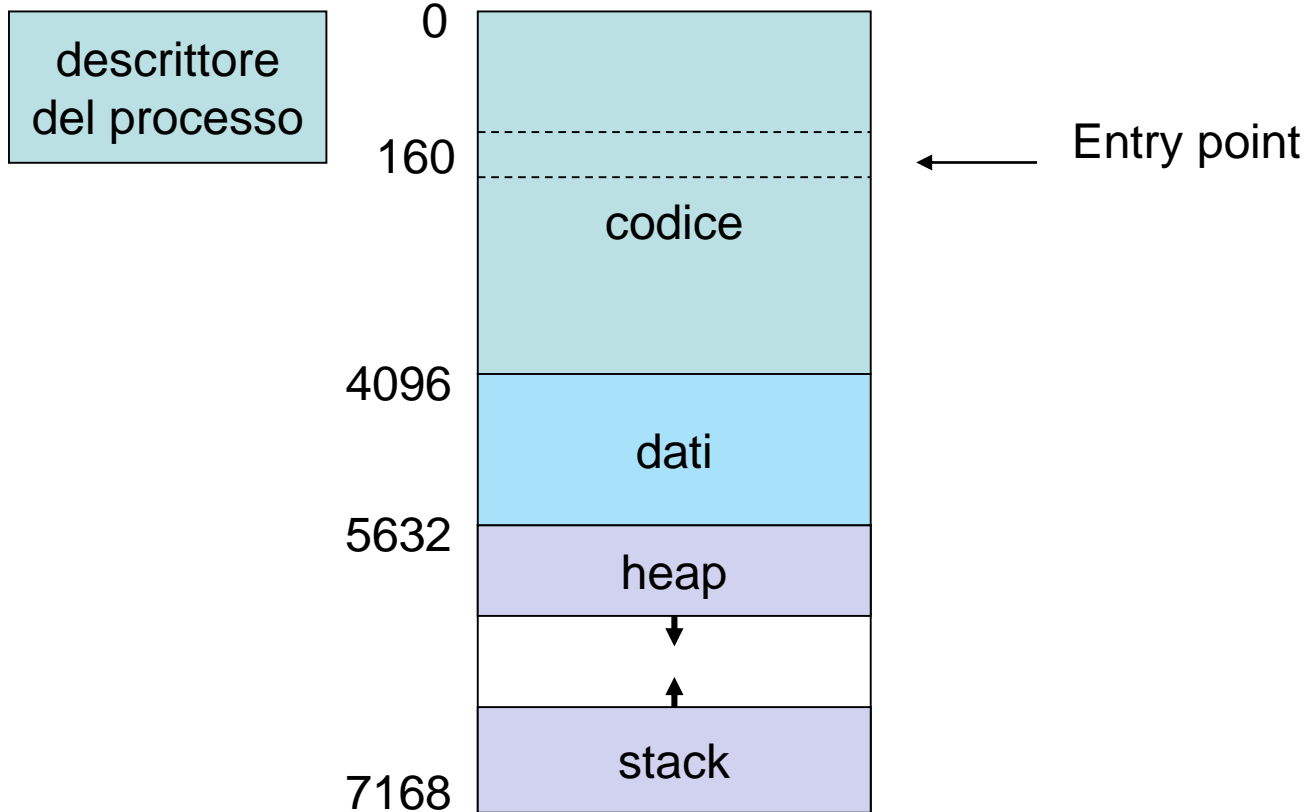 descrittore
del processo
0
160
Entry point
codice
4096
dati
5632
heap
stack
7168